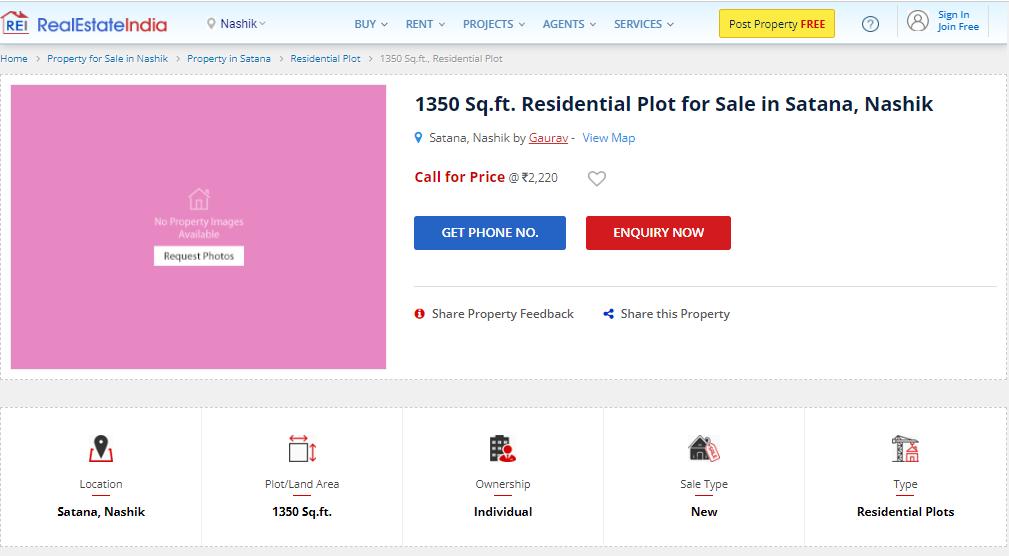 REI RealEstateIndia
Nashik
BUY RENT PROJECTS AGENTS SERVICES
Post Property FREE
?
Sign In
Join Free
Home > Property for Sale in Nashik > Property in Satana > Residential Plot > 1350 Sq.ft., Residential Plot
No Property Images
Available
Request Photos
1350 Sq.ft. Residential Plot for Sale in Satana, Nashik
Satana, Nashik by Gaurav - View Map
Call for Price @ ₹2,220
GET PHONE NO. ENQUIRY NOW
Share Property Feedback Share this Property
SALE
Location Plot/Land Area Ownership Sale Type Type
Satana, Nashik 1350 Sq.ft. Individual New Residential Plots